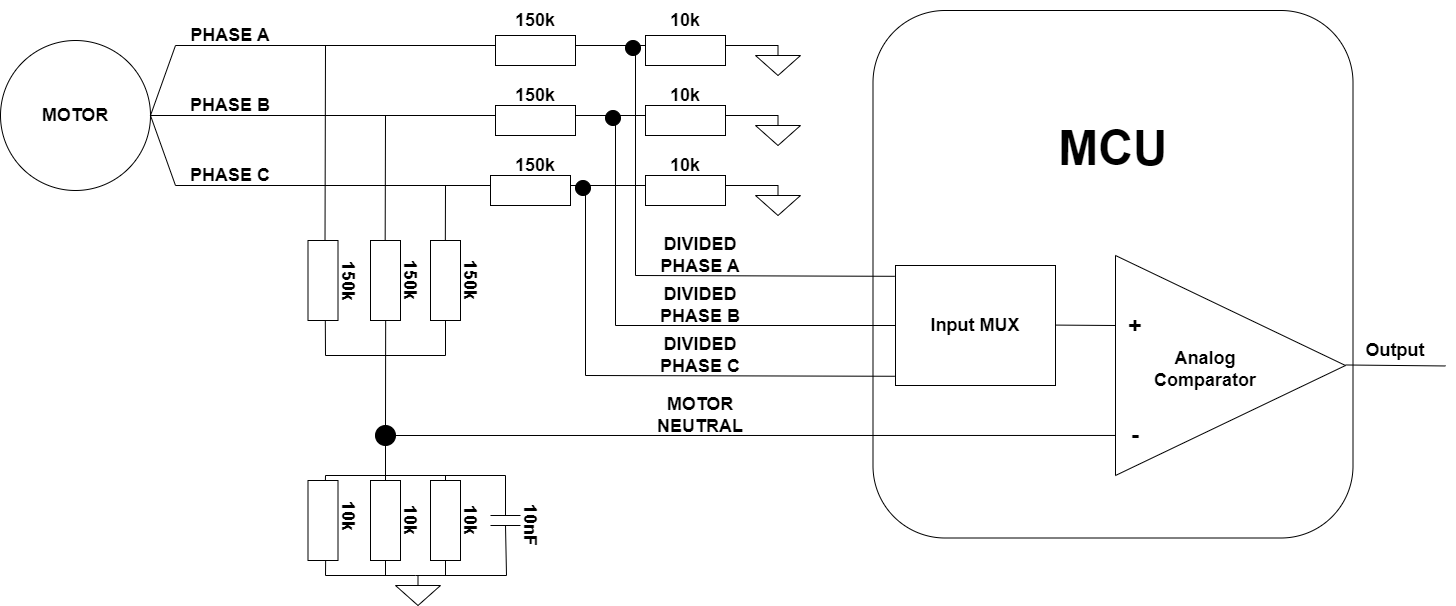 150k
10k
PHASE A
150k
10k
PHASE B
MOTOR
150k
10k
PHASE C
MCU
DIVIDED
PHASE A
150k
150k
150k
DIVIDED
PHASE B
Input MUX
+
DIVIDED
PHASE C
Analog
Comparator
Output
MOTOR
NEUTRAL
-
10k
10k
10k
10nF